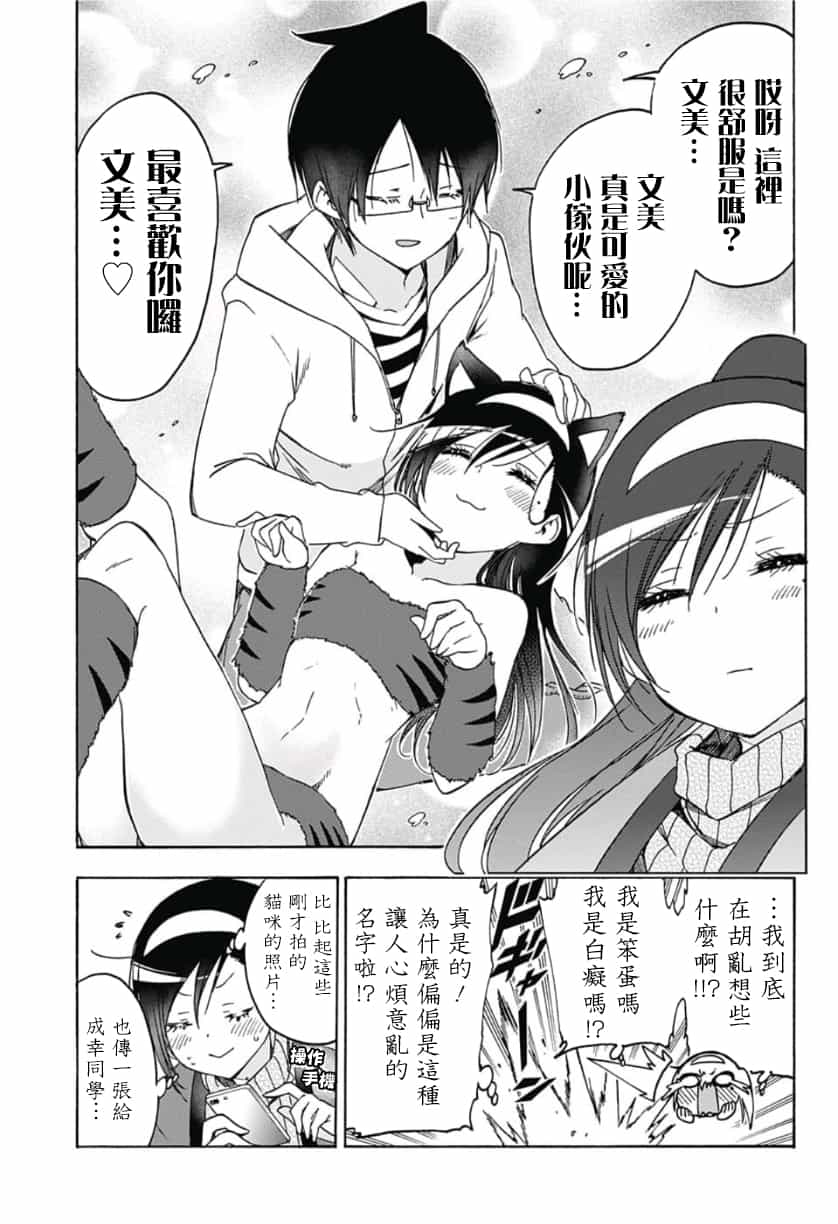 哎呀 這裡
很舒服是嗎?
文美…
文美
真是可愛的
小傢伙呢…
最喜歡你囉
文美…♡
…我到底
在胡亂想些
什麼啊!!?
我是笨蛋嗎
我是白癡嗎!?
真的是!
為什麼偏偏是這種
讓人心煩意亂的
名字啦!?
ドギャ
比 比起這些
剛才拍的
貓咪的照片…
操作
手機
也傳一張給
成幸同學…